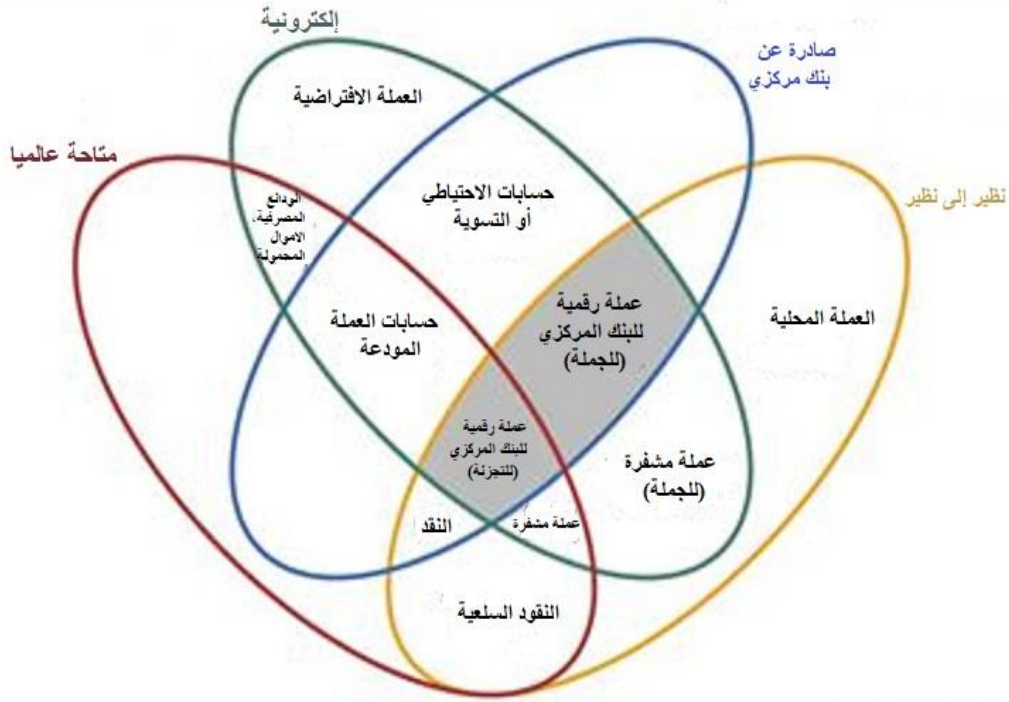 إلكترونية
صادرة عن
بنك مركزي
العملة الافتراضية
متاحة عالميا
نظير إلى نظير
الودائع
المصرفية،
الاموال
المحمولة
حسابات الاحتياطي
أو التسوية
حسابات العملة
المودعة
عملة رقمية
للبنك المركزي
(للجملة)
العملة المحلية
عملة رقمية
للبنك المركزي
(للتجزئة)
عملة مشفرة
(للجملة)
النقد
عملة مشفرة
النقود السلعية